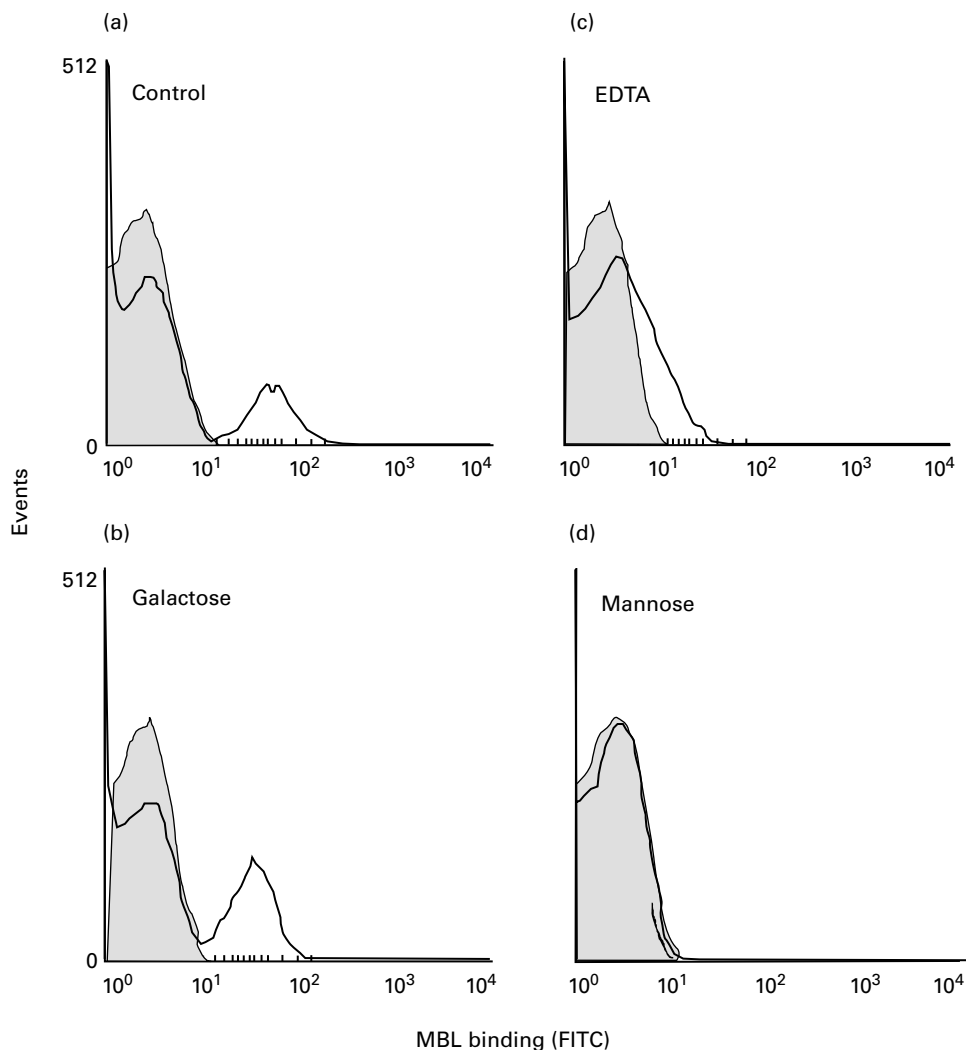 (a)
512
Control
0
10⁰ 10¹ 10² 10³ 10⁴
(c)
EDTA
10⁰ 10¹ 10² 10³ 10⁴
Events
(b)
512
Galactose
0
10⁰ 10¹ 10² 10³ 10⁴
(d)
Mannose
10⁰ 10¹ 10² 10³ 10⁴
MBL binding (FITC)